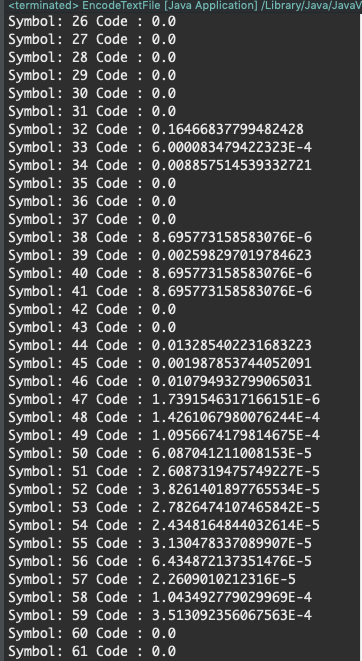 <terminated> EncodeTextFile [Java Application] /Library/Java/JavaV
Symbol: 26 Code : 0.0
Symbol: 27 Code : 0.0
Symbol: 28 Code : 0.0
Symbol: 29 Code : 0.0
Symbol: 30 Code : 0.0
Symbol: 31 Code : 0.0
Symbol: 32 Code : 0.16466837799482428
Symbol: 33 Code : 6.000083479422323E-4
Symbol: 34 Code : 0.008857514539332721
Symbol: 35 Code : 0.0
Symbol: 36 Code : 0.0
Symbol: 37 Code : 0.0
Symbol: 38 Code : 8.695773158583076E-6
Symbol: 39 Code : 0.002598297019784623
Symbol: 40 Code : 8.695773158583076E-6
Symbol: 41 Code : 8.695773158583076E-6
Symbol: 42 Code : 0.0
Symbol: 43 Code : 0.0
Symbol: 44 Code : 0.013285402231683223
Symbol: 45 Code : 0.001987853744052091
Symbol: 46 Code : 0.010794932799065031
Symbol: 47 Code : 1.7391546317166151E-6
Symbol: 48 Code : 1.4261067980076244E-4
Symbol: 49 Code : 1.0956674179814675E-4
Symbol: 50 Code : 6.087041211008153E-5
Symbol: 51 Code : 2.6087319475749227E-5
Symbol: 52 Code : 3.8261401897765534E-5
Symbol: 53 Code : 2.7826474107465842E-5
Symbol: 54 Code : 2.4348164844032614E-5
Symbol: 55 Code : 3.130478337089907E-5
Symbol: 56 Code : 6.434872137351476E-5
Symbol: 57 Code : 2.2609010212316E-5
Symbol: 58 Code : 1.043492779029969E-4
Symbol: 59 Code : 3.513092356067563E-4
Symbol: 60 Code : 0.0
Symbol: 61 Code : 0.0